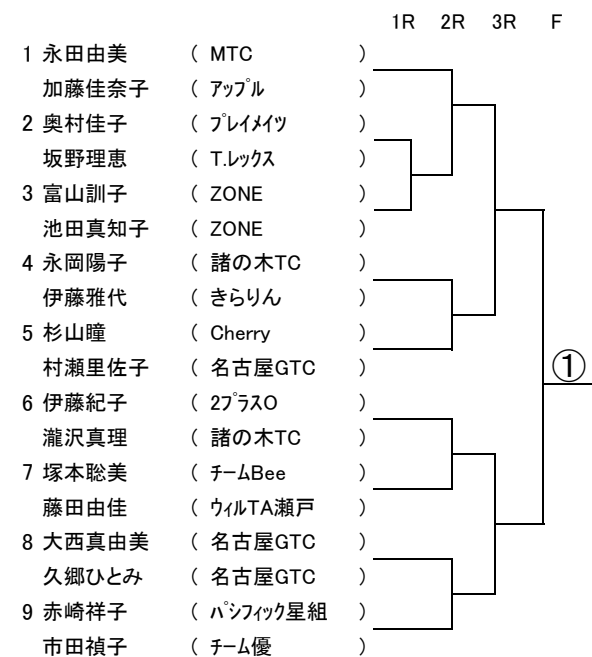 1R 2R 3R F
1 永田由美 ( MTC )
加藤佳奈子 ( アップル )
2 奥村佳子 ( プレイメイツ )
坂野理恵 ( T.レックス )
3 富山訓子 ( ZONE )
池田真知子 ( ZONE )
4 永岡陽子 ( 諸の木TC )
伊藤雅代 ( きらりん )
5 杉山瞳 ( Cherry )
村瀬里佐子 ( 名古屋GTC )
①
6 伊藤紀子 ( 2プラスO )
瀧沢真理 ( 諸の木TC )
7 塚本聡美 ( チームBee )
藤田由佳 ( ウィルTA瀬戸 )
8 大西真由美 ( 名古屋GTC )
久郷ひとみ ( 名古屋GTC )
9 赤崎祥子 ( パシフィック星組 )
市田禎子 ( チーム優 )